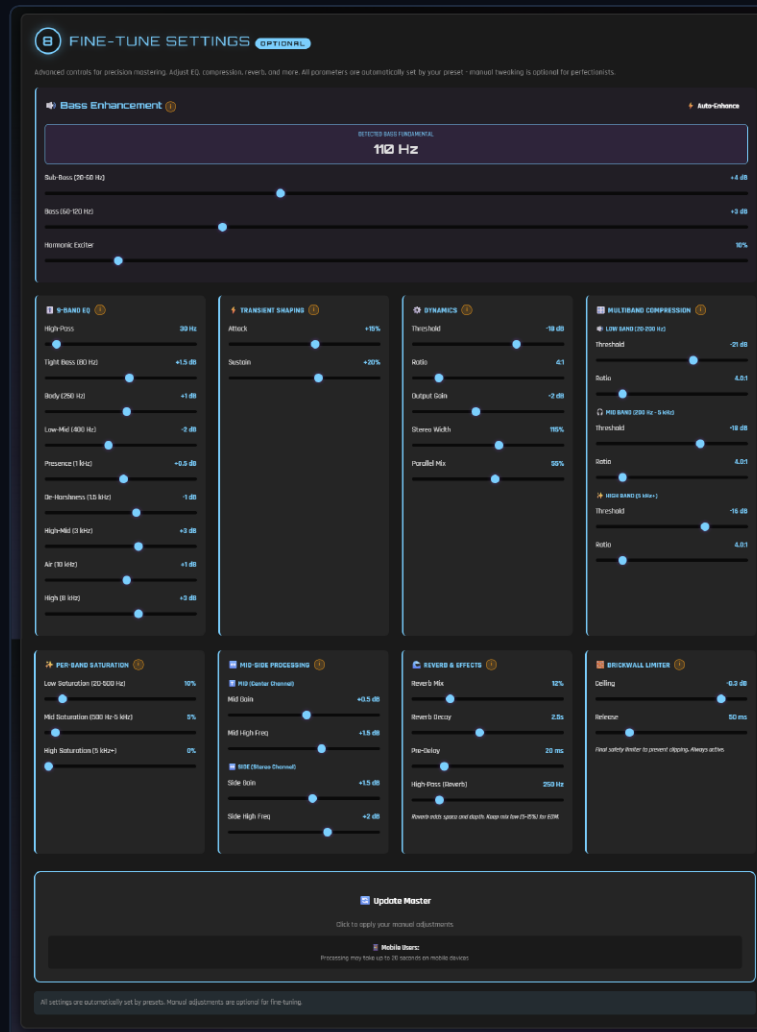 8 FINE-TUNE SETTINGS OPTIONAL
Advanced controls for precision mastering. Adjust EQ, compression, reverb, and more. All parameters are automatically set by your preset - manual tweaking is optional for perfectionists.
Bass Enhancement
Auto-Enhance
DETECTED BASS FUNDAMENTAL
110 Hz
Sub-Bass (20-60 Hz) +4 dB
Bass (60-120 Hz) +3 dB
Harmonic Exciter 10%
9-BAND EQ
High-Pass 30 Hz
Tight Bass (80 Hz) +1.5 dB
Body (250 Hz) +1 dB
Low-Mid (400 Hz) -2 dB
Presence (1 kHz) +0.5 dB
De-Harshness (1.5 kHz) -1 dB
High-Mid (3 kHz) +3 dB
Air (10 kHz) +1 dB
High (8 kHz) +3 dB
TRANSIENT SHAPING
Attack +15%
Sustain +20%
DYNAMICS
Threshold -18 dB
Ratio 4:1
Output Gain -2 dB
Stereo Width 115%
Parallel Mix 55%
MULTIBAND COMPRESSION
LOW BAND (20-200 Hz)
Threshold -21 dB
Ratio 4.0:1
MID BAND (200 Hz - 5 kHz)
Threshold -18 dB
Ratio 4.0:1
HIGH BAND (5 kHz+)
Threshold -16 dB
Ratio 4.0:1
PER-BAND SATURATION
Low Saturation (20-500 Hz) 10%
Mid Saturation (500 Hz-5 kHz) 5%
High Saturation (5 kHz+) 0%
MID-SIDE PROCESSING
MID (Center Channel)
Mid Gain +0.5 dB
Mid High Freq +1.5 dB
SIDE (Stereo Channel)
Side Gain +1.5 dB
Side High Freq +2 dB
REVERB & EFFECTS
Reverb Mix 12%
Reverb Decay 2.0s
Pre-Delay 20 ms
High-Pass (Reverb) 250 Hz
Reverb adds space and depth. Keep mix low (5-15%) for EDM.
BRICKWALL LIMITER
Ceiling -0.3 dB
Release 50 ms
Final safety limiter to prevent clipping. Always active.
Update Master
Click to apply your manual adjustments
Mobile Users:
Processing may take up to 20 seconds on mobile devices
All settings are automatically set by presets. Manual adjustments are optional for fine-tuning.